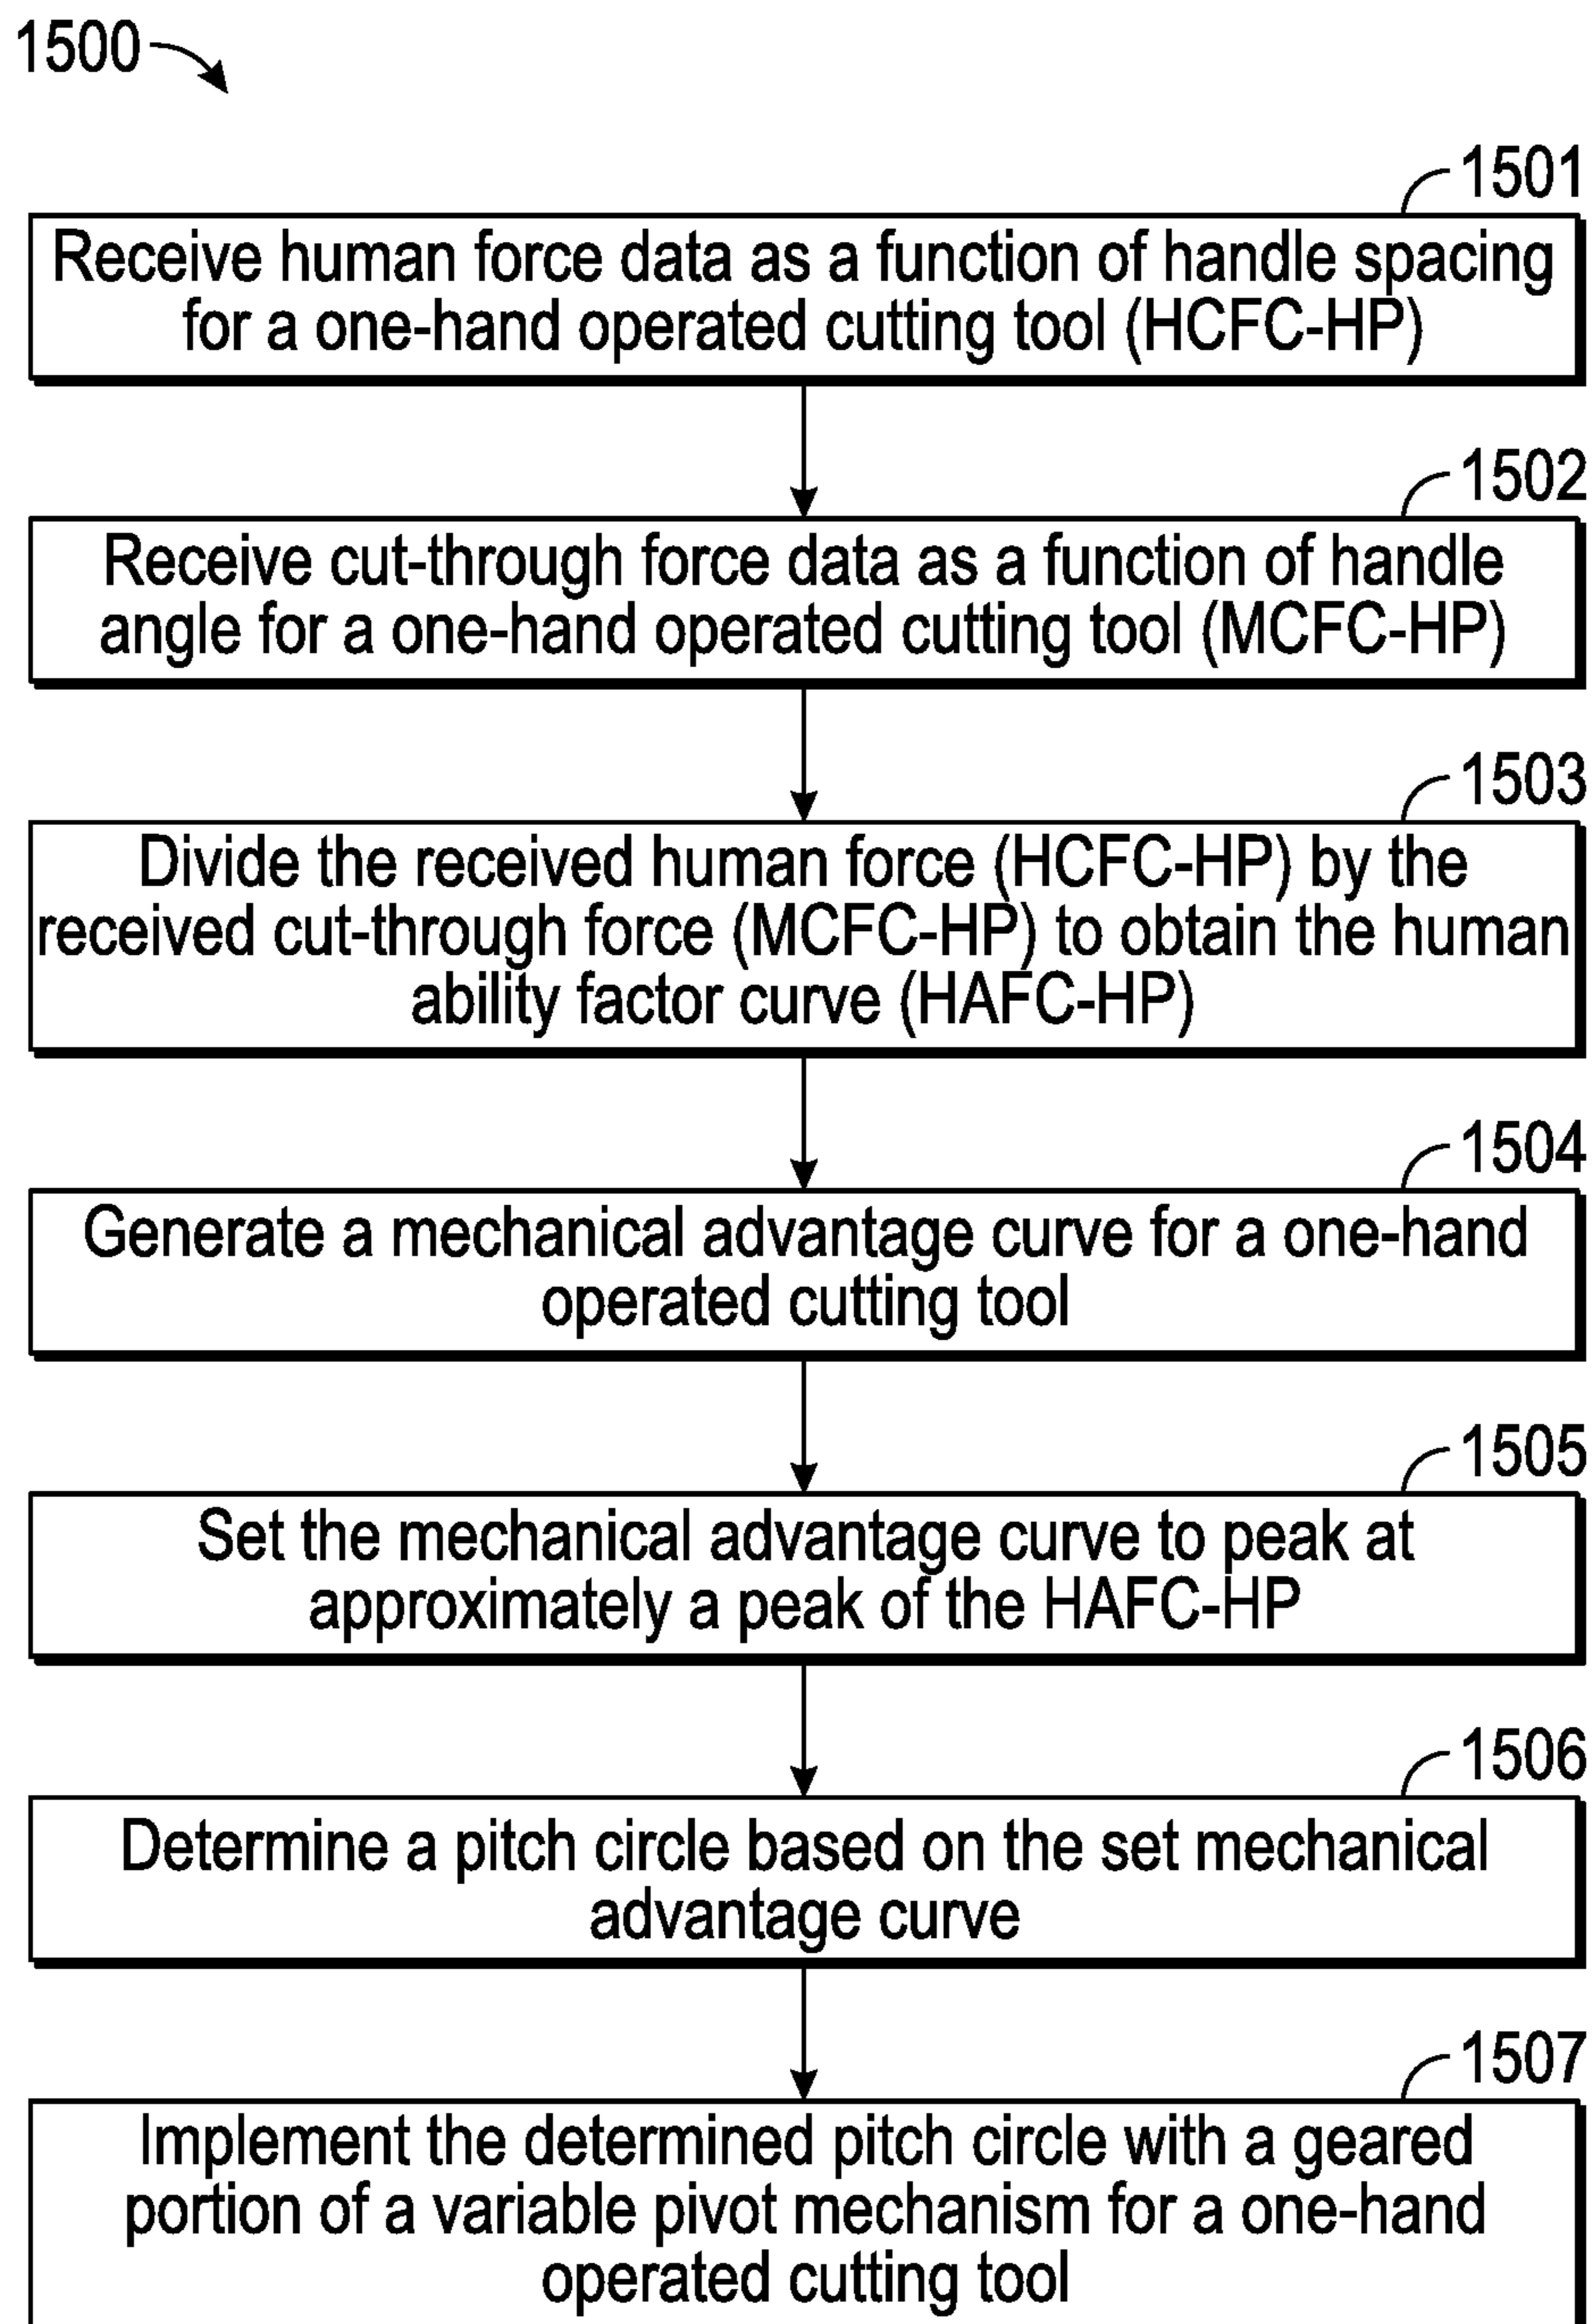 1500
1501
Receive human force data as a function of handle spacing
for a one-hand operated cutting tool (HCFC-HP)
1502
Receive cut-through force data as a function of handle
angle for a one-hand operated cutting tool (MCFC-HP)
1503
Divide the received human force (HCFC-HP) by the
received cut-through force (MCFC-HP) to obtain the human
ability factor curve (HAFC-HP)
1504
Generate a mechanical advantage curve for a one-hand
operated cutting tool
1505
Set the mechanical advantage curve to peak at
approximately a peak of the HAFC-HP
1506
Determine a pitch circle based on the set mechanical
advantage curve
1507
Implement the determined pitch circle with a geared
portion of a variable pivot mechanism for a one-hand
operated cutting tool